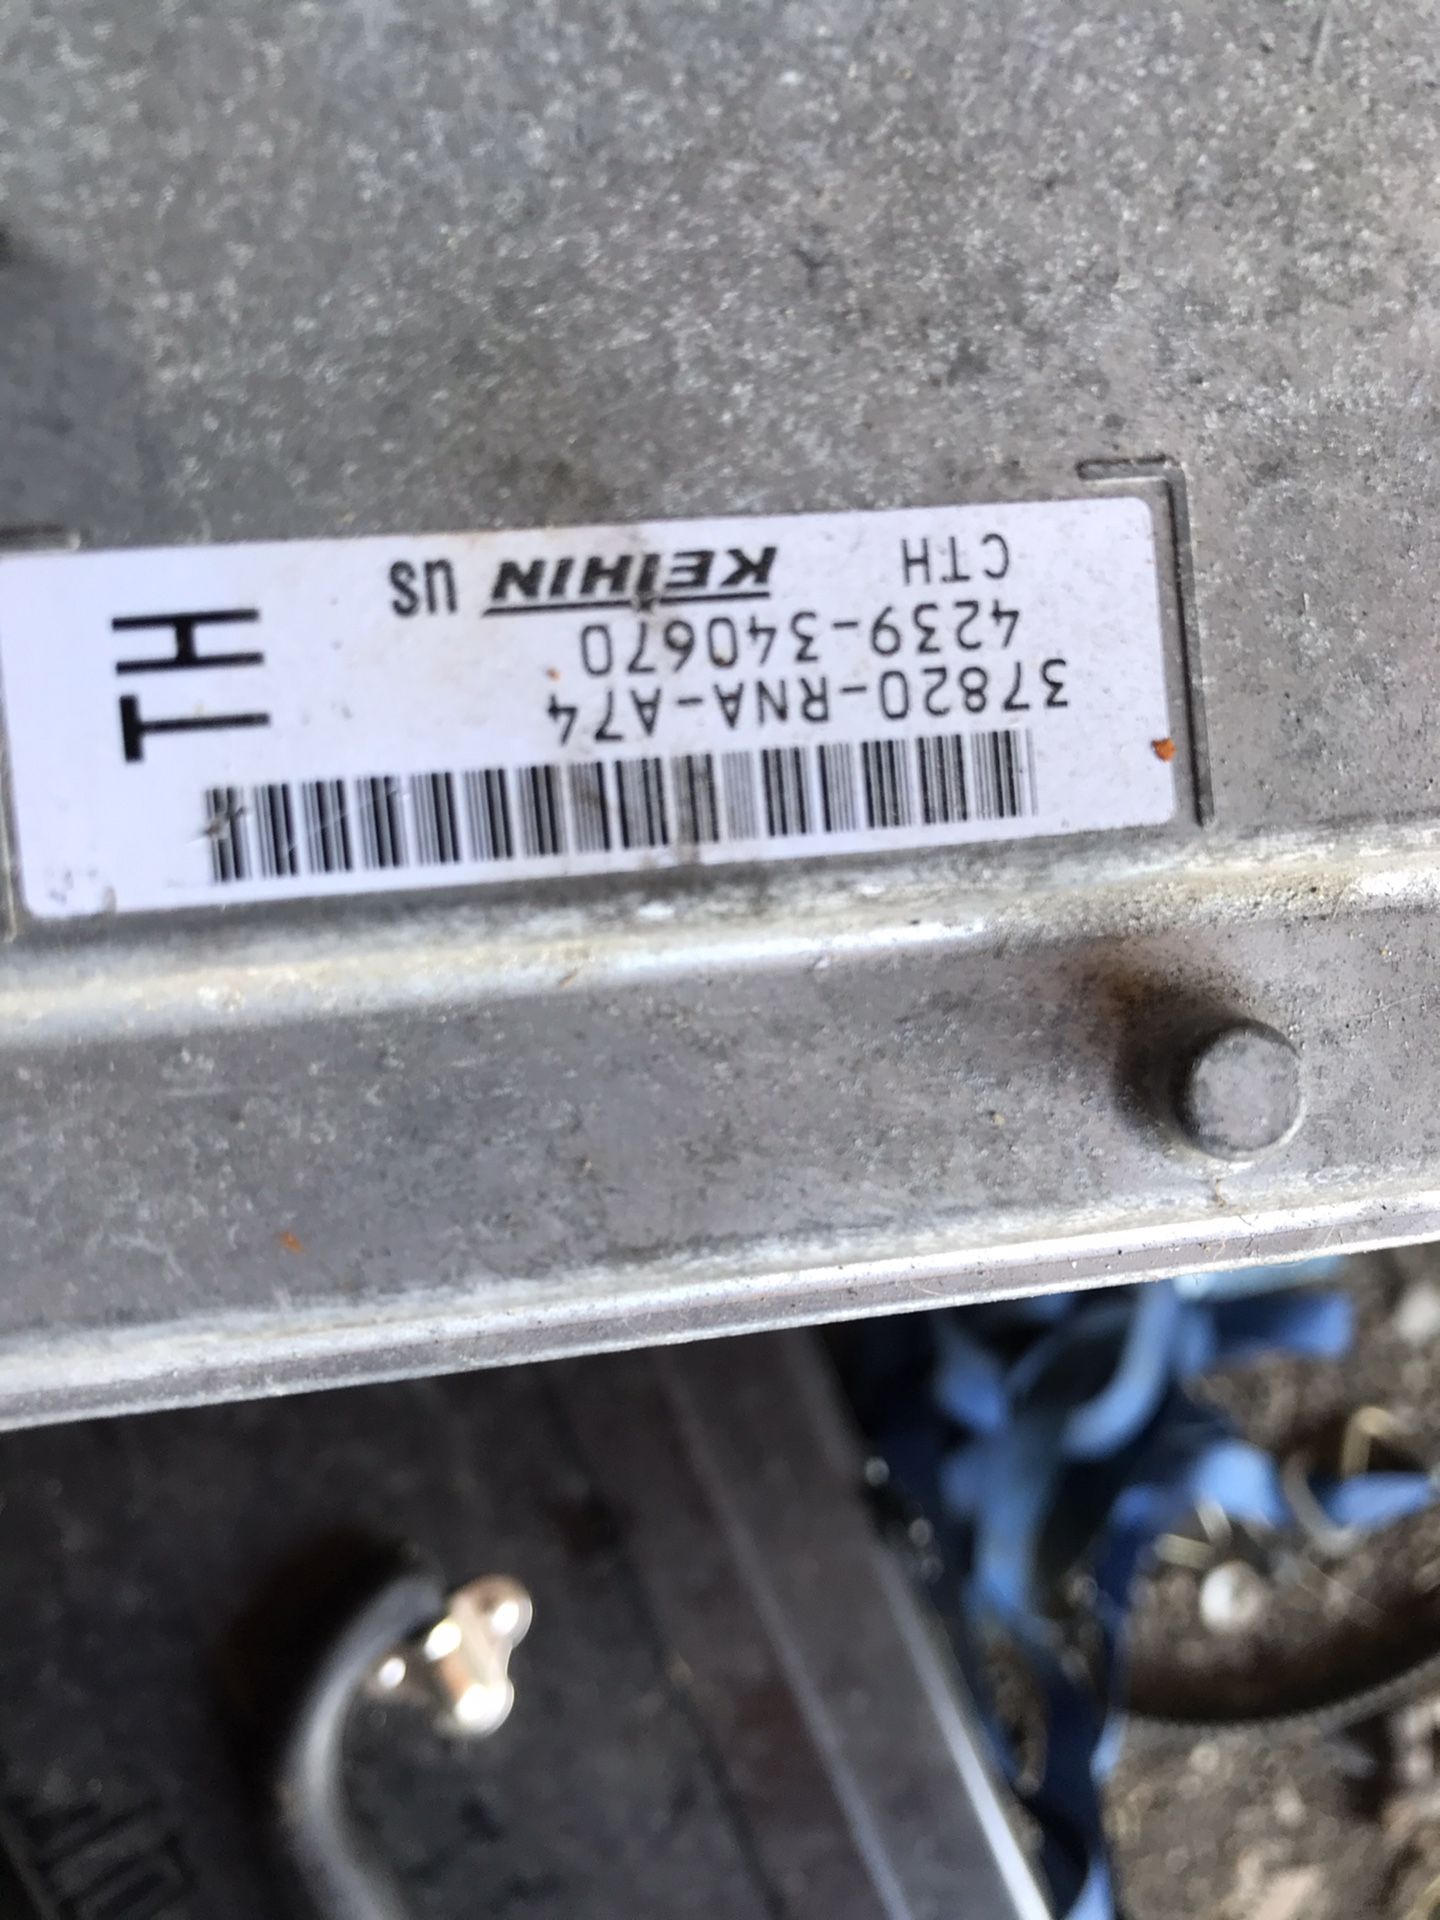 37820-RNA-A74
4239-340670
CTH KEIHIN US
TH